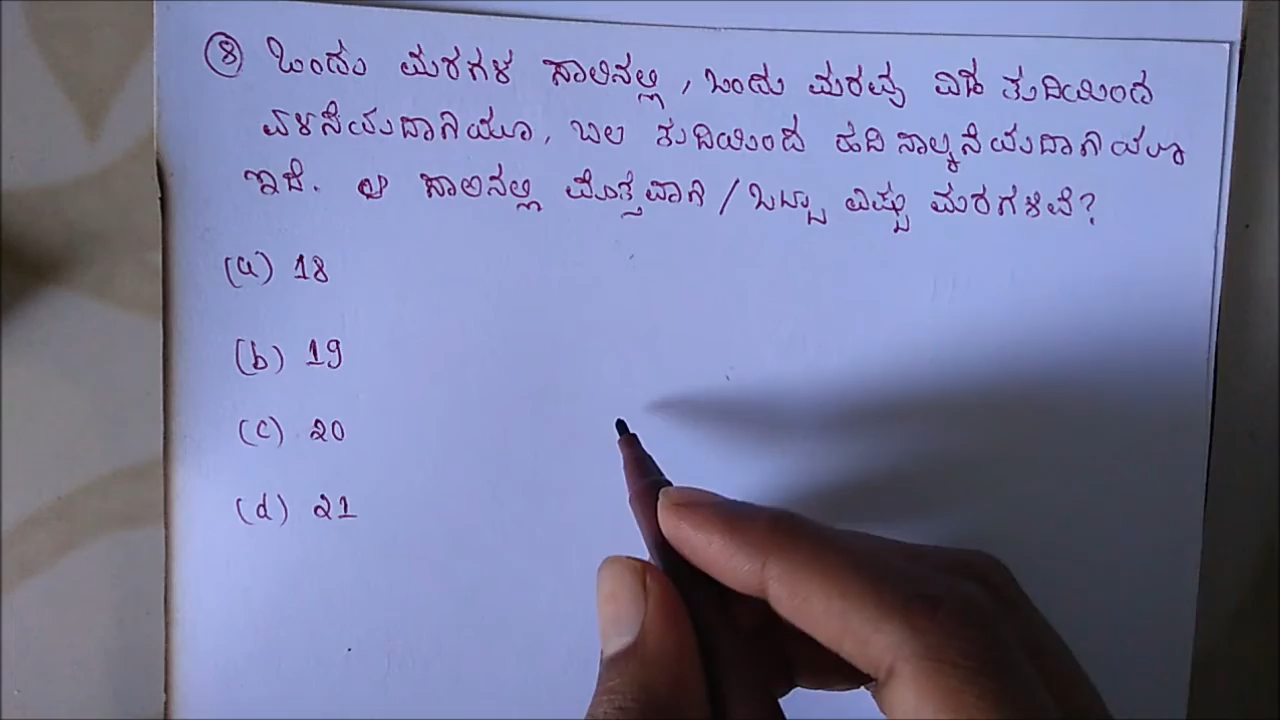 ⑧ ಒಂದು ಮರಗಳ ಸಾಲಿನಲ್ಲಿ, ಒಂದು ಮರವು ಎಡ ತುದಿಯಿಂದ
ಏಳನೆಯದಾಗಿಯೂ, ಬಲ ತುದಿಯಿಂದ ಹದಿನಾಲ್ಕನೆಯದಾಗಿಯೂ
ಇದೆ. ಆ ಸಾಲಿನಲ್ಲಿ ಮೊತ್ತವಾಗಿ / ಒಟ್ಟು ಎಷ್ಟು ಮರಗಳಿವೆ?
(a) 18
(b) 19
(c) 20
(d) 21